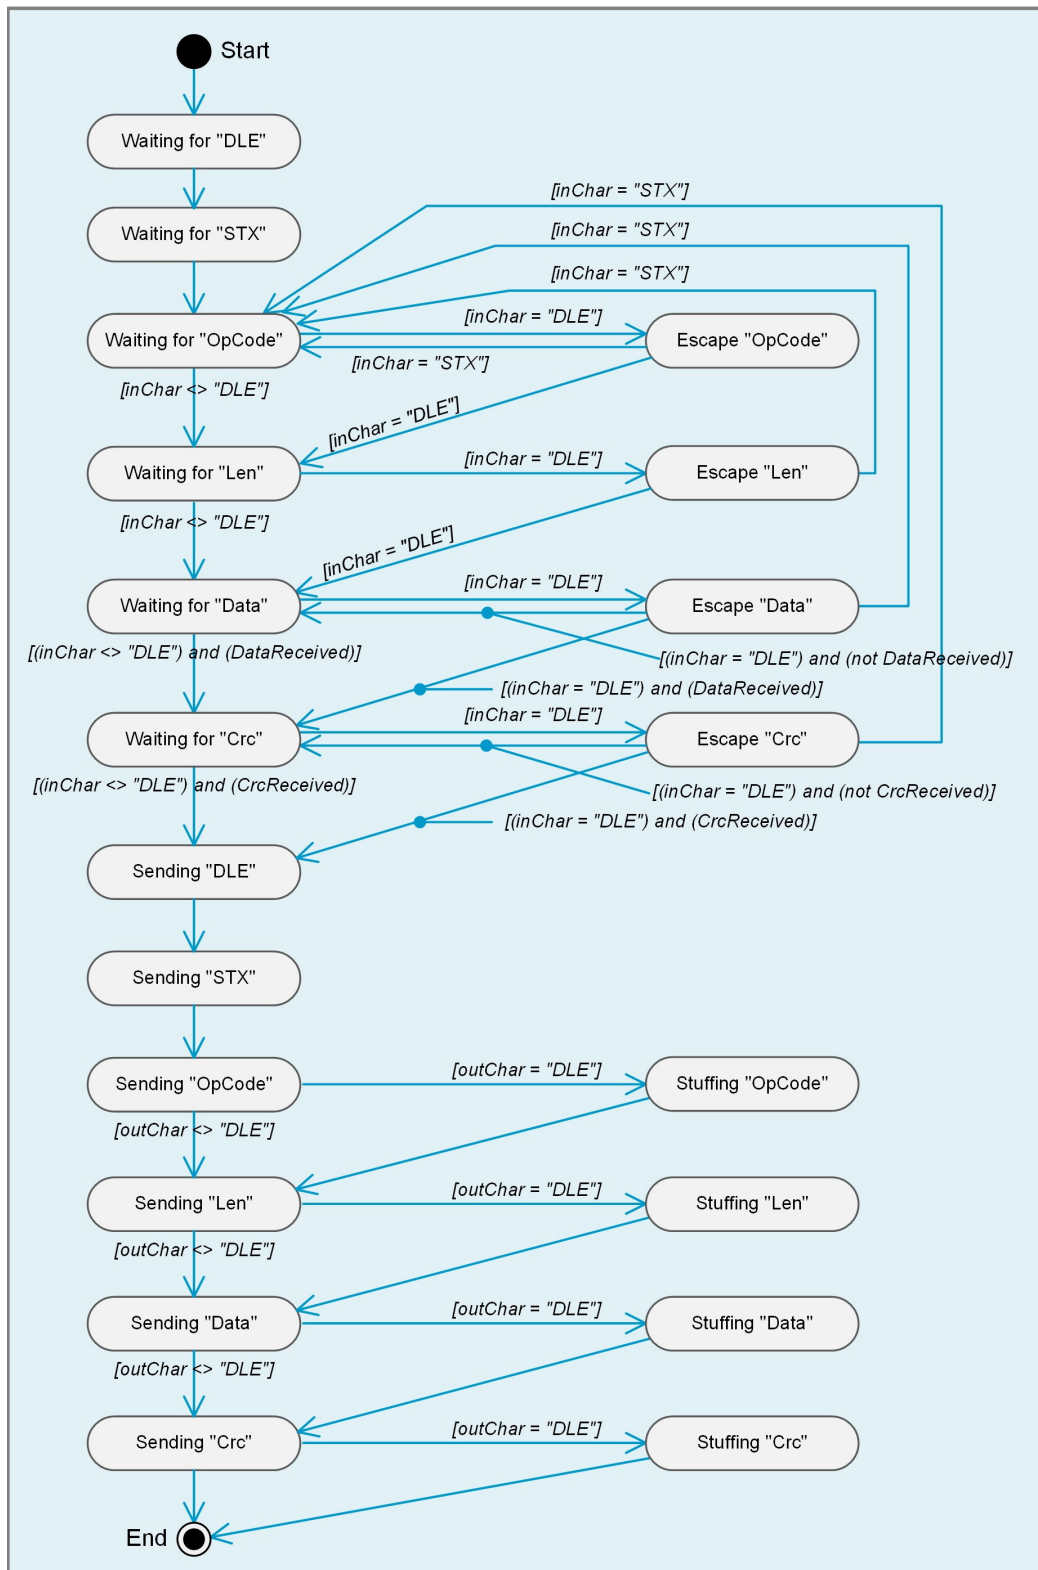 Start
Waiting for "DLE"
[inChar = "STX"]
Waiting for "STX"
[inChar = "STX"]
[inChar = "STX"]
[inChar = "DLE"]
Waiting for "OpCode"
Escape "OpCode"
[inChar = "STX"]
[inChar <> "DLE"]
[inChar = "DLE"]
[inChar = "DLE"]
Waiting for "Len"
Escape "Len"
[inChar <> "DLE"]
[inChar = "DLE"]
[inChar = "DLE"]
Waiting for "Data"
Escape "Data"
[(inChar <> "DLE") and (DataReceived)]
[(inChar = "DLE") and (not DataReceived)]
[(inChar = "DLE") and (DataReceived)]
[inChar = "DLE"]
Waiting for "Crc"
Escape "Crc"
[(inChar <> "DLE") and (CrcReceived)]
[(inChar = "DLE") and (not CrcReceived)]
[(inChar = "DLE") and (CrcReceived)]
Sending "DLE"
Sending "STX"
[outChar = "DLE"]
Sending "OpCode"
Stuffing "OpCode"
[outChar <> "DLE"]
[outChar = "DLE"]
Sending "Len"
Stuffing "Len"
[outChar <> "DLE"]
[outChar = "DLE"]
Sending "Data"
Stuffing "Data"
[outChar <> "DLE"]
[outChar = "DLE"]
Sending "Crc"
Stuffing "Crc"
End